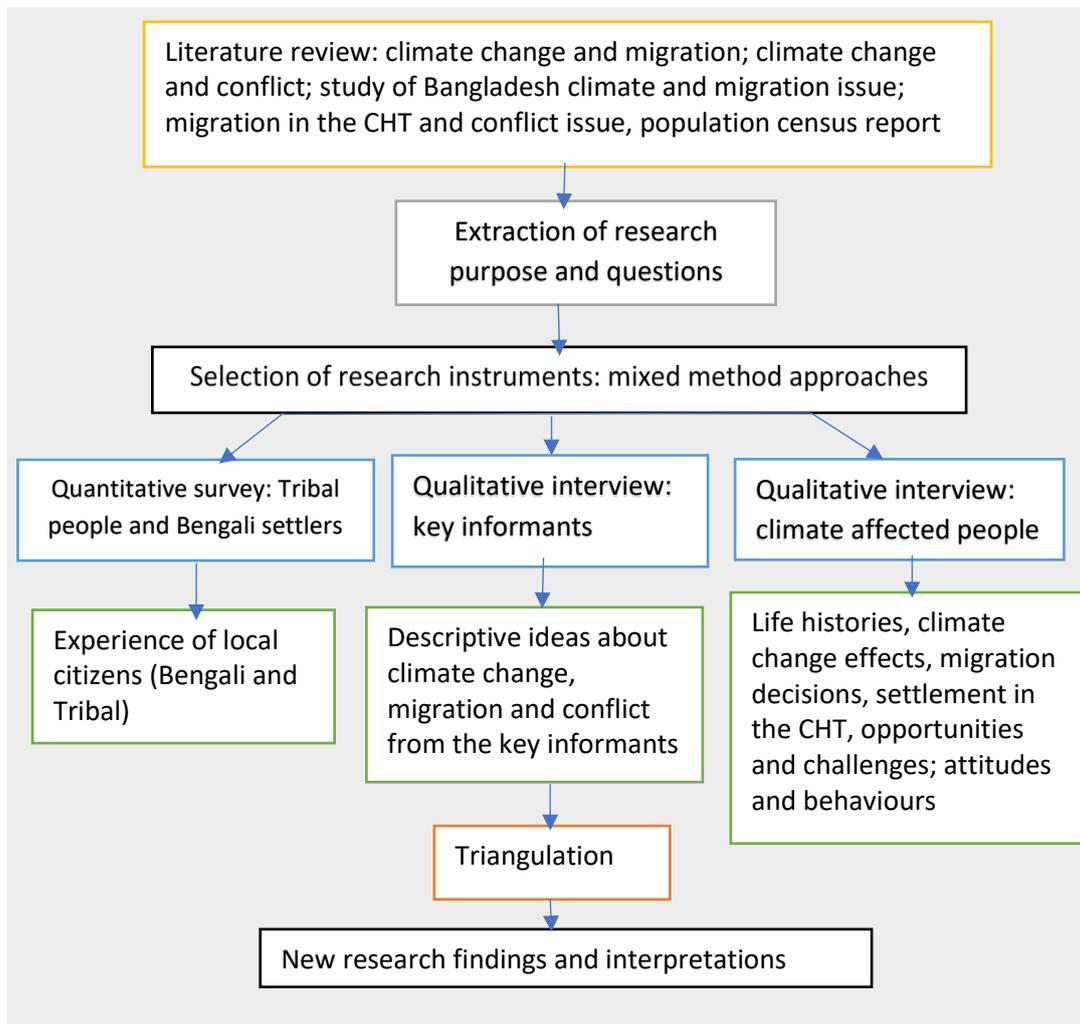 Literature review: climate change and migration; climate change
and conflict; study of Bangladesh climate and migration issue;
migration in the CHT and conflict issue, population census report
Extraction of research
purpose and questions
Selection of research instruments: mixed method approaches
Quantitative survey: Tribal
people and Bengali settlers
Qualitative interview:
key informants
Qualitative interview:
climate affected people
Experience of local
citizens (Bengali and
Tribal)
Descriptive ideas about
climate change,
migration and conflict
from the key informants
Life histories, climate
change effects, migration
decisions, settlement in
the CHT, opportunities
and challenges; attitudes
and behaviours
Triangulation
New research findings and interpretations